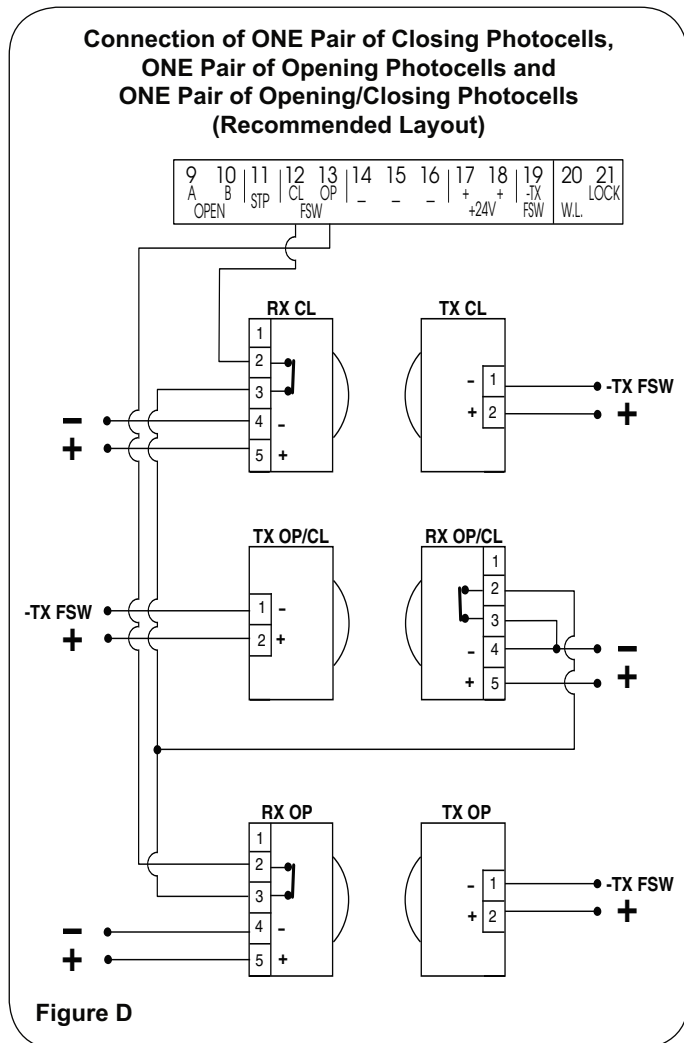 Connection of ONE Pair of Closing Photocells,
ONE Pair of Opening Photocells and
ONE Pair of Opening/Closing Photocells
(Recommended Layout)
9 10 11 12 13 14 15 16 17 18 19 20 21
A B STP CL OP – – – + + -TX LOCK
OPEN FSW +24V FSW W.L.
RX CL TX CL
1
2
3
4 -
5 +
- 1 -TX FSW
+ 2 +
–
+
TX OP/CL RX OP/CL
-TX FSW 1 -
+ 2 +
1
2
3
- 4 –
+ 5 +
RX OP TX OP
1
2
3
4 -
5 +
- 1 -TX FSW
+ 2 +
–
+
Figure D